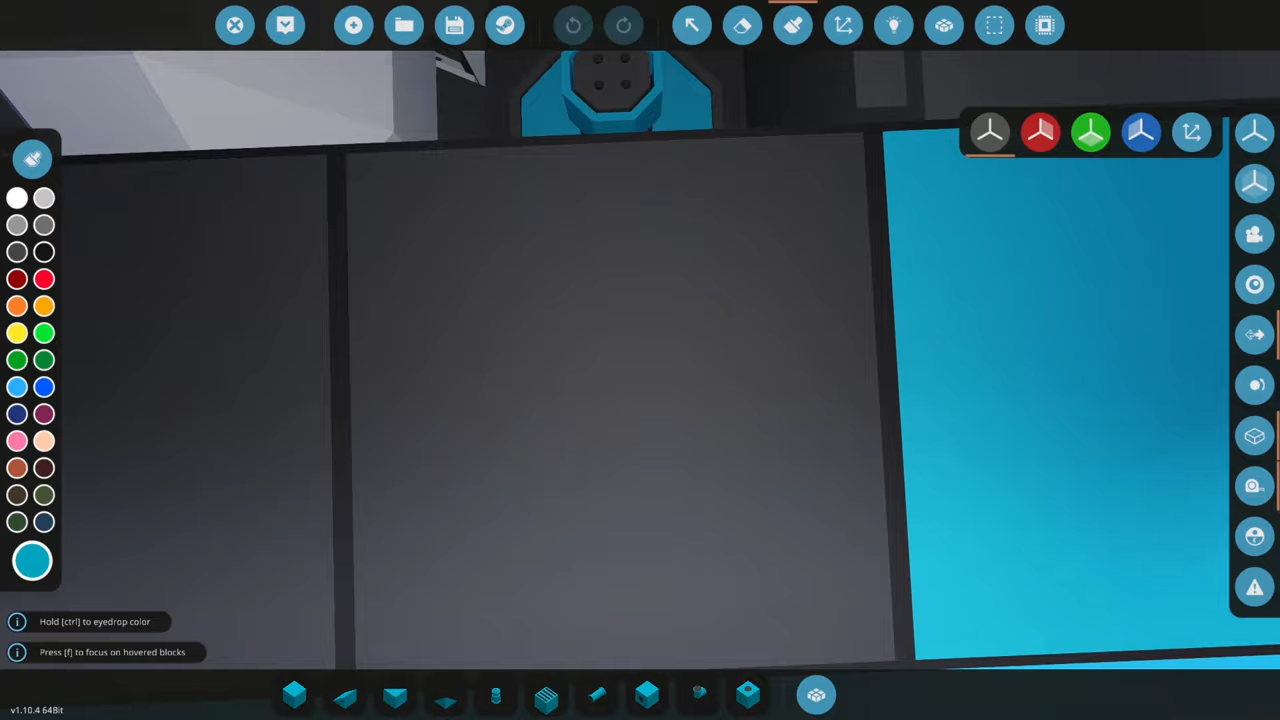 Hold [ctrl] to eyedrop color
Press [f] to focus on hovered blocks
v1.10.4 64Bit